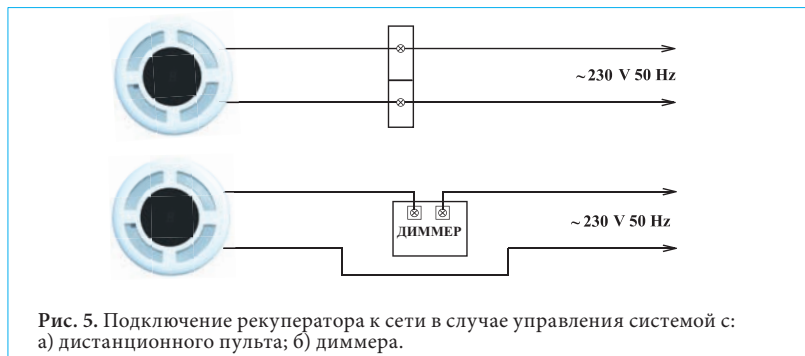 ~230 V 50 Hz
ДИММЕР
~230 V 50 Hz
Рис. 5. Подключение рекуператора к сети в случае управления системой с:
а) дистанционного пульта; б) диммера.